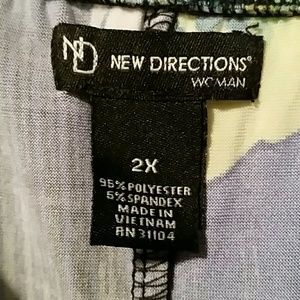 ND NEW DIRECTIONS®
WOMAN
2X
95% POLYESTER
5% SPANDEX
MADE IN
VIETNAM
RN 31104